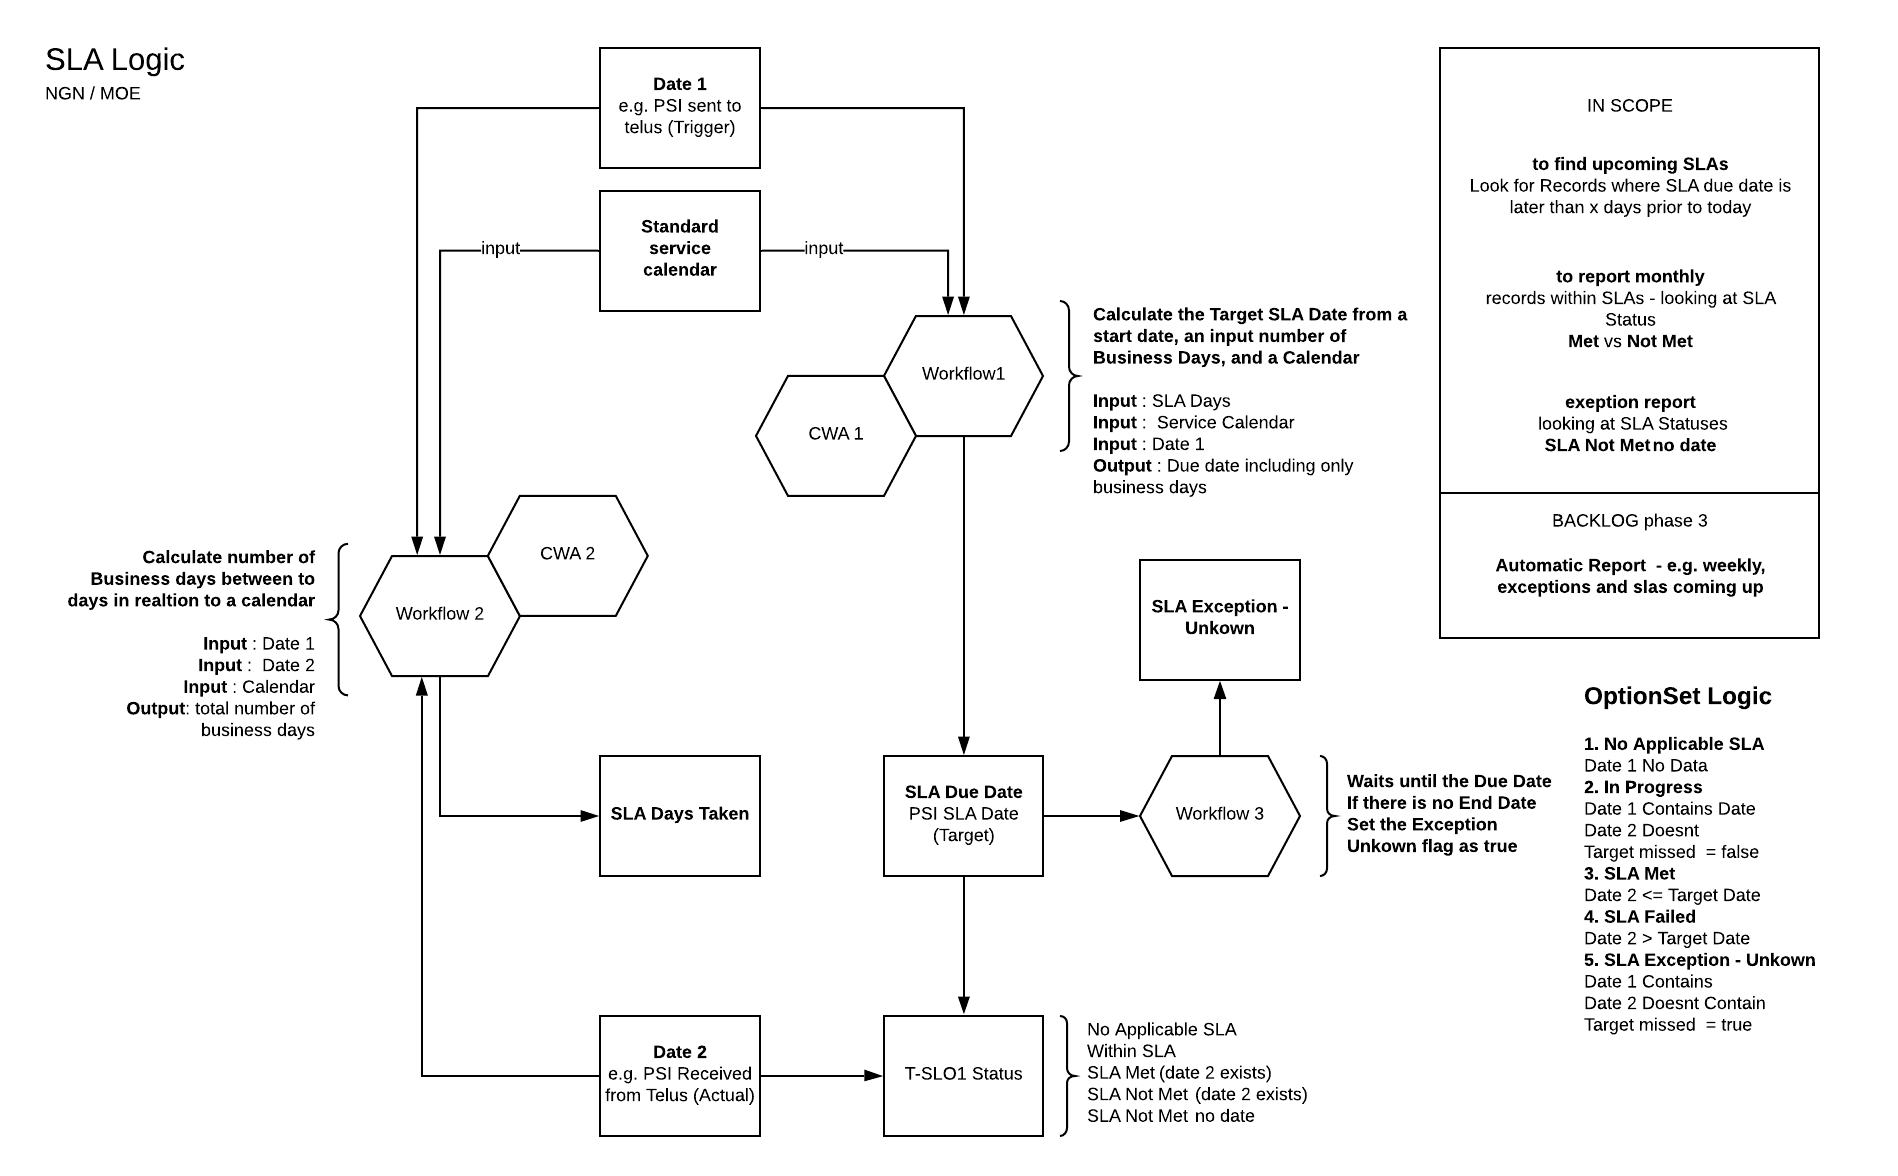 SLA Logic
NGN / MOE
Date 1
e.g. PSI sent to
telus (Trigger)
Standard
service
calendar
input
input
Workflow1
CWA 1
Calculate the Target SLA Date from a
start date, an input number of
Business Days, and a Calendar
Input : SLA Days
Input :  Service Calendar
Input : Date 1
Output : Due date including only
business days
CWA 2
Workflow 2
Calculate number of
Business days between to
days in realtion to a calendar
Input : Date 1
Input :  Date 2
Input : Calendar
Output: total number of
business days
SLA Days Taken
SLA Due Date
PSI SLA Date
(Target)
SLA Exception -
Unkown
Workflow 3
Waits until the Due Date
If there is no End Date
Set the Exception
Unkown flag as true
Date 2
e.g. PSI Received
from Telus (Actual)
T-SLO1 Status
No Applicable SLA
Within SLA
SLA Met (date 2 exists)
SLA Not Met (date 2 exists)
SLA Not Met no date
IN SCOPE
to find upcoming SLAs
Look for Records where SLA due date is
later than x days prior to today
to report monthly
records within SLAs - looking at SLA
Status
Met vs Not Met
exeption report
looking at SLA Statuses
SLA Not Met no date
BACKLOG phase 3
Automatic Report  - e.g. weekly,
exceptions and slas coming up
OptionSet Logic
1. No Applicable SLA
Date 1 No Data
2. In Progress
Date 1 Contains Date
Date 2 Doesnt
Target missed  = false
3. SLA Met
Date 2 <= Target Date
4. SLA Failed
Date 2 > Target Date
5. SLA Exception - Unkown
Date 1 Contains
Date 2 Doesnt Contain
Target missed  = true